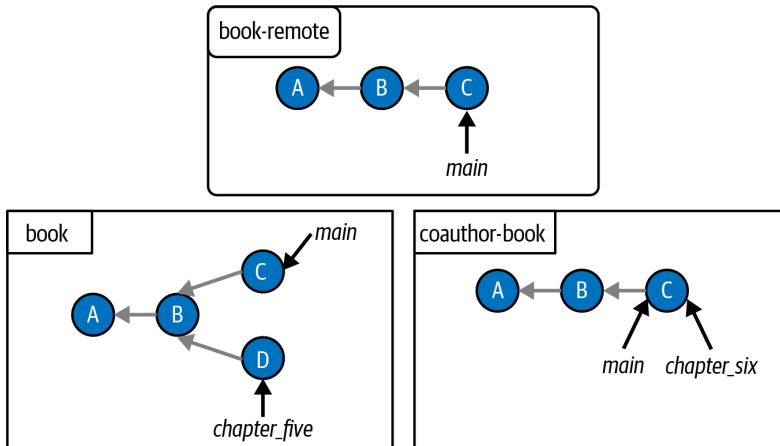 book-remote
A B C
main
book
main
C
A B
D
chapter_five
coauthor-book
A B C
main chapter_six